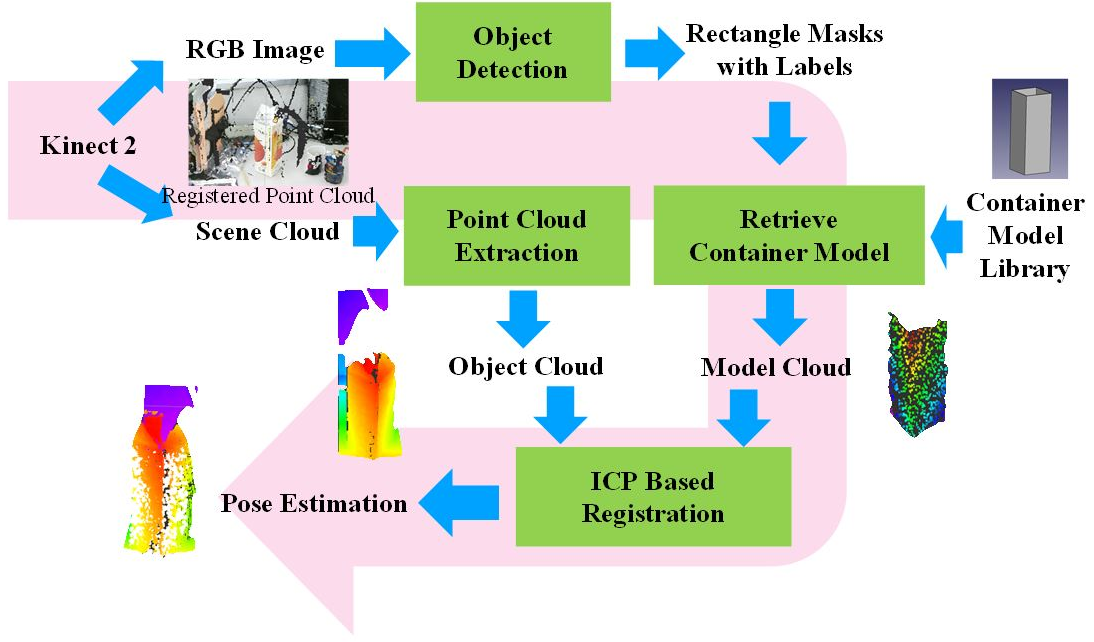 RGB Image
Object
Detection
Rectangle Masks
with Labels
Kinect 2
Registered Point Cloud
Scene Cloud
Point Cloud
Extraction
Retrieve
Container Model
Container
Model
Library
Object Cloud
Model Cloud
ICP Based
Registration
Pose Estimation